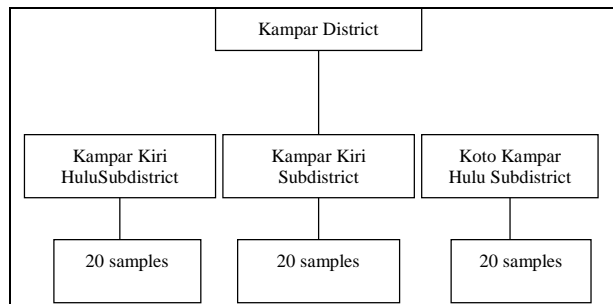 Kampar District
Kampar Kiri
HuluSubdistrict
Kampar Kiri
Subdistrict
Koto Kampar
Hulu Subdistrict
20 samples
20 samples
20 samples